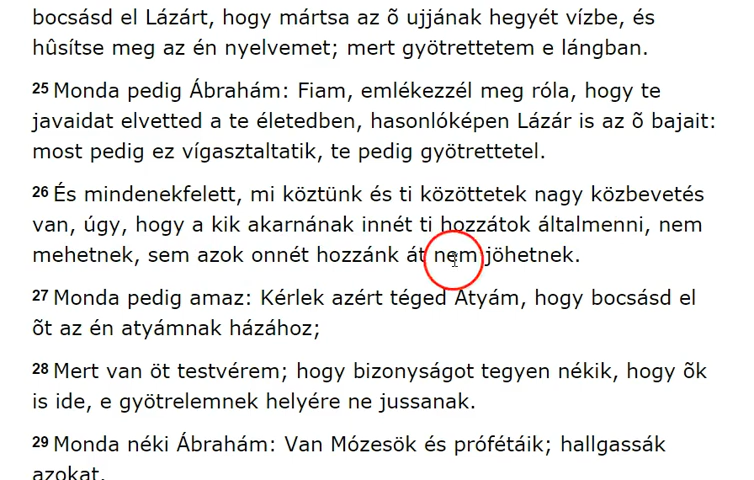 bocsásd el Lázárt, hogy mártsa az õ ujjának hegyét vízbe, és
hûsítse meg az én nyelvemet; mert gyötrettetem e lángban.
25 Monda pedig Ábrahám: Fiam, emlékezzél meg róla, hogy te
javaidat elvetted a te életedben, hasonlóképen Lázár is az õ bajait:
most pedig ez vígasztaltatik, te pedig gyötrettetel.
26 És mindenekfelett, mi köztünk és ti közöttetek nagy közbevetés
van, úgy, hogy a kik akarnának innét ti hozzátok általmenni, nem
mehetnek, sem azok onnét hozzánk át nem jöhetnek.
27 Monda pedig amaz: Kérlek azért téged Atyám, hogy bocsásd el
õt az én atyámnak házához;
28 Mert van öt testvérem; hogy bizonyságot tegyen nékik, hogy õk
is ide, e gyötrelemnek helyére ne jussanak.
29 Monda néki Ábrahám: Van Mózesök és prófétáik; hallgassák
azokat.